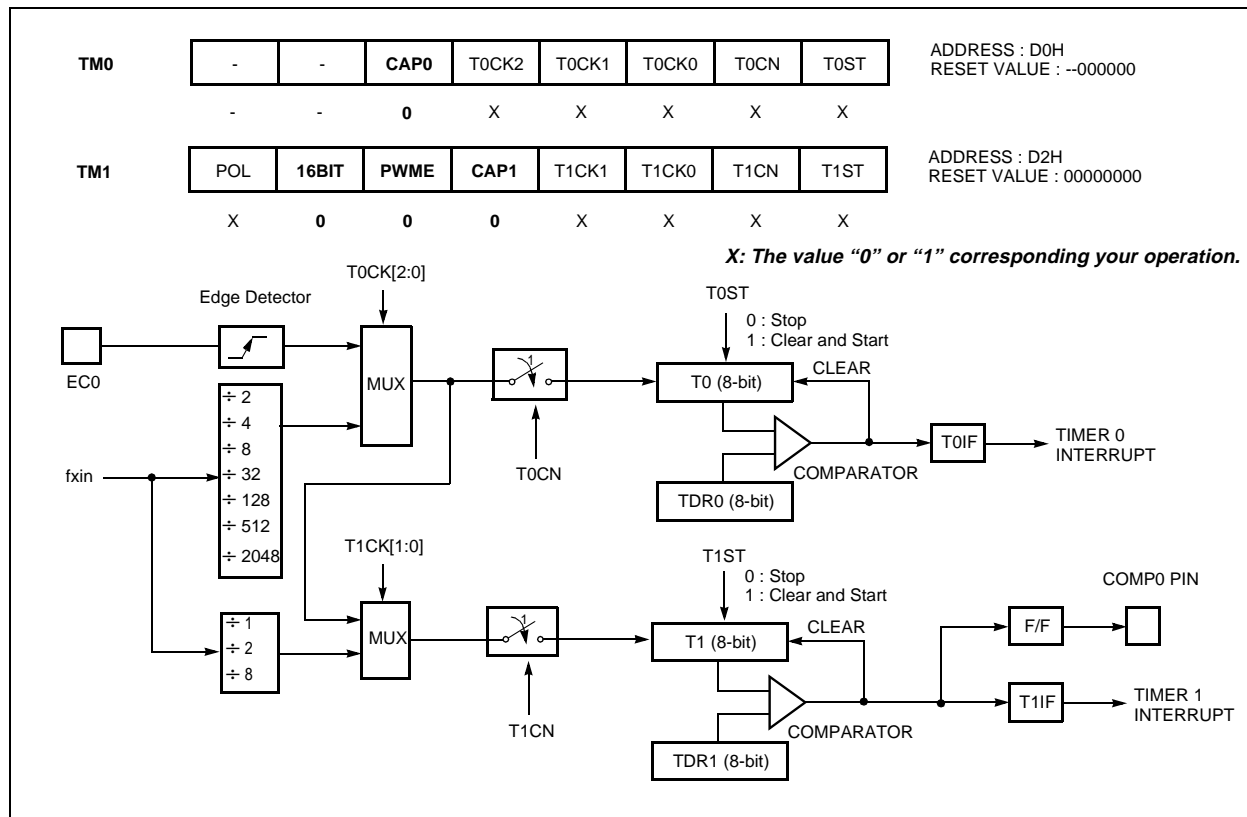 TM0 - - CAP0 T0CK2 T0CK1 T0CK0 T0CN T0ST
ADDRESS : D0H
RESET VALUE : --000000
- - 0 X X X X X
TM1 POL 16BIT PWME CAP1 T1CK1 T1CK0 T1CN T1ST
ADDRESS : D2H
RESET VALUE : 00000000
X 0 0 0 X X X X
X: The value “0” or “1” corresponding your operation.
T0CK[2:0]
Edge Detector
EC0
MUX
1
T0CN
T0ST
0 : Stop
1 : Clear and Start
T0 (8-bit)
CLEAR
COMPARATOR
TDR0 (8-bit)
T0IF
TIMER 0
INTERRUPT
fxin
÷ 2
÷ 4
÷ 8
÷ 32
÷ 128
÷ 512
÷ 2048
T1CK[1:0]
÷ 1
÷ 2
÷ 8
MUX
1
T1CN
T1ST
0 : Stop
1 : Clear and Start
T1 (8-bit)
CLEAR
COMPARATOR
TDR1 (8-bit)
COMP0 PIN
F/F
T1IF
TIMER 1
INTERRUPT